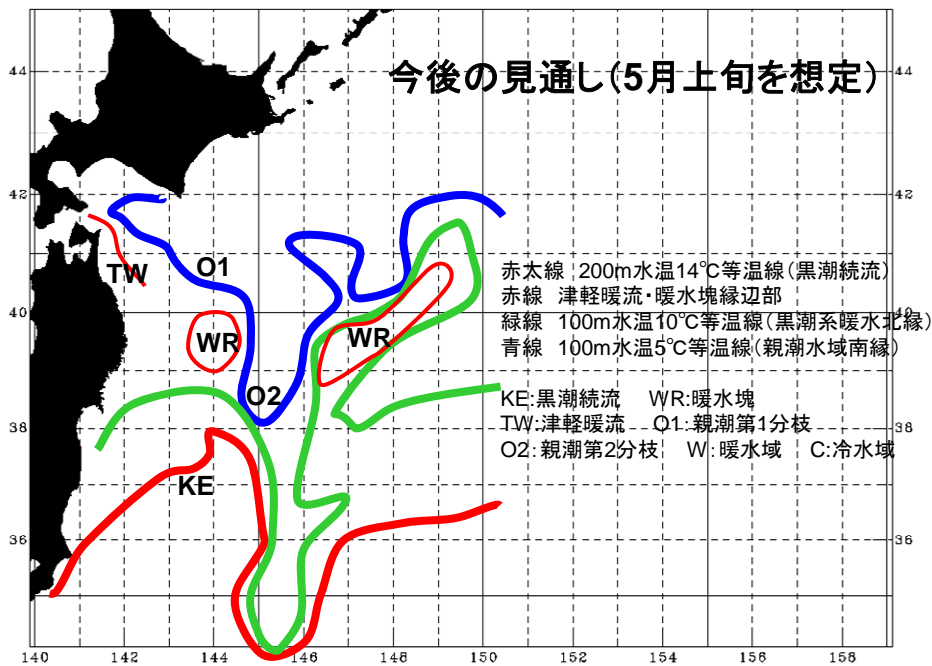 今後の見通し(5月上旬を想定)
44
44
42
42
TW
O1
赤太線 200m水温14℃等温線(黒潮続流)
赤線 津軽暖流・暖水塊縁辺部
40
40
緑線 100m水温10℃等温線(黒潮系暖水北縁)
WR
WR
青線 100m水温5℃等温線(親潮水域南縁)
O2
KE:黒潮続流 WR:暖水塊
TW:津軽暖流 O1:親潮第1分枝
38
38
O2:親潮第2分枝 W:暖水域 C:冷水域
KE
36
36
140 142 144 146 148 150 152 154 156 158